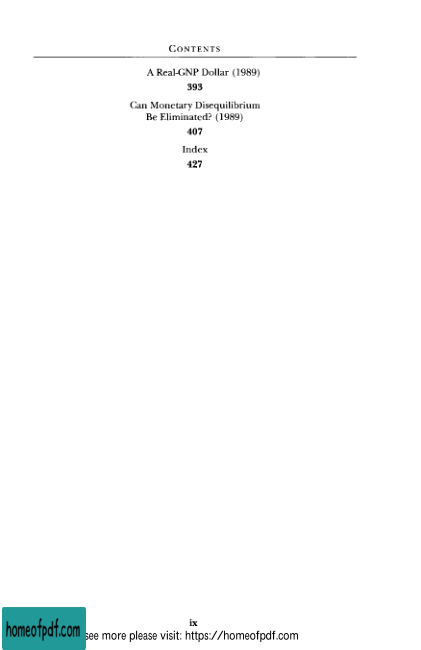 CONTENTS
A Real-GNP Dollar (1989)
393
Can Monetary Disequilibrium
Be Eliminated? (1989)
407
Index
427
ix
homeofpdf.com
see more please visit: https://homeofpdf.com